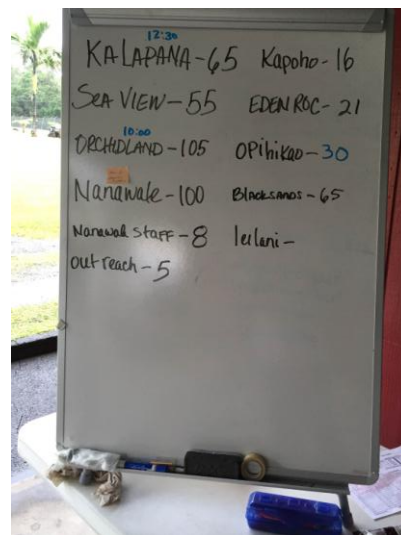 12:30
KALAPANA-65 Kapoho-16
SEA VIEW-55 EDEN ROC-21
10:00
ORCHIDLAND-105 OPihikao-30
Nanawale-100 BLACKSANDS-65
Nanawale STAFF-8 leilani-
outreach-5